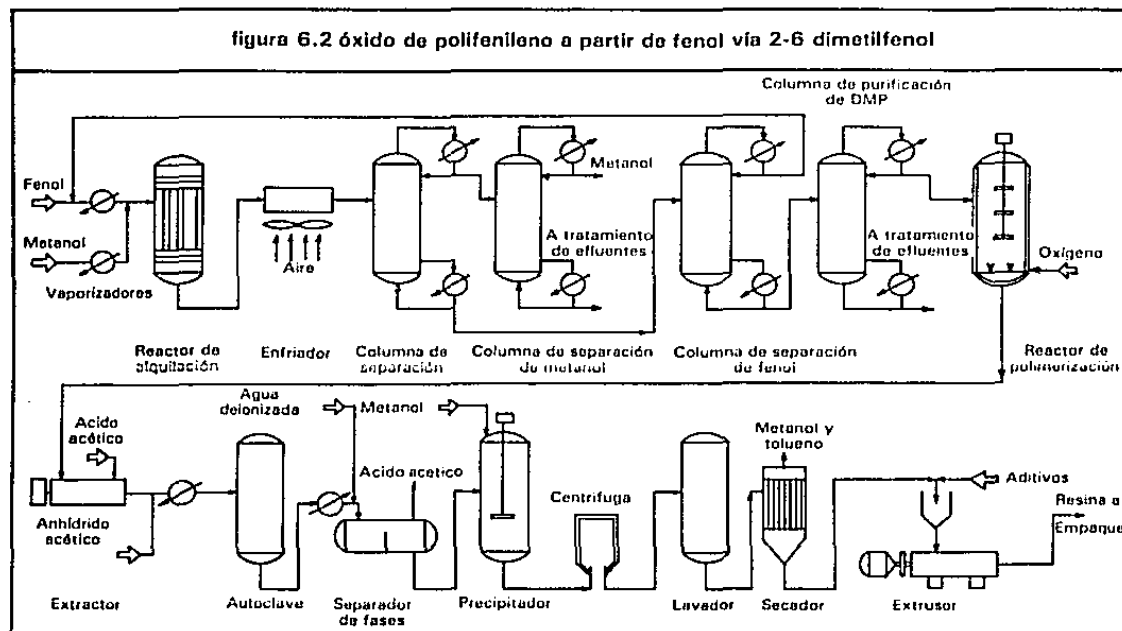 figura 6.2 óxido de polifenileno a partir de fenol vía 2-6 dimetilfenol
Columna de purificación
de DMP
Fenol
Metanol
Vaporizadores
Aire
Metanol
A tratamiento
de efluentes
A tratamiento
de efluentes
Oxígeno
Reactor de
alquilación
Enfriador
Columna de
separación
Columna de separación
de metanol
Columna de separación
de fenol
Reactor de
polimerización
Acido
acético
Agua
deionizada
Metanol
Acido acetico
Centrífuga
Metanol y
tolueno
Aditivos
Resina a
Empaque
Anhídrido
acético
Extractor
Autoclave
Separador
de fases
Precipitador
Lavador
Secador
Extrusor